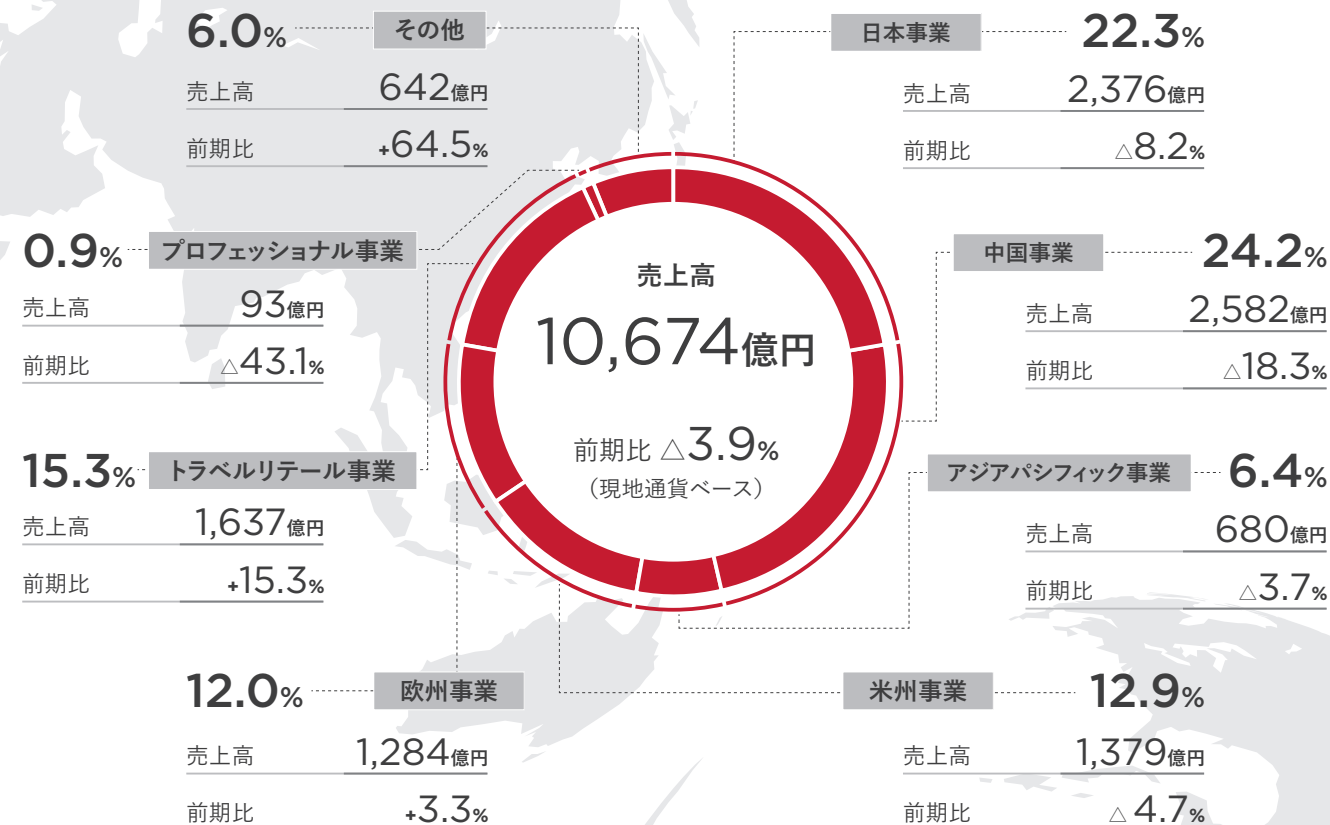 6.0% その他
売上高 642億円
前期比 +64.5%
日本事業 22.3%
売上高 2,376億円
前期比 △8.2%
0.9% プロフェッショナル事業
売上高 93億円
前期比 △43.1%
売上高
10,674億円
前期比 △3.9%
（現地通貨ベース）
中国事業 24.2%
売上高 2,582億円
前期比 △18.3%
15.3% トラベルリテール事業
売上高 1,637億円
前期比 +15.3%
アジアパシフィック事業 6.4%
売上高 680億円
前期比 △3.7%
12.0% 欧州事業
売上高 1,284億円
前期比 +3.3%
米州事業 12.9%
売上高 1,379億円
前期比 △4.7%